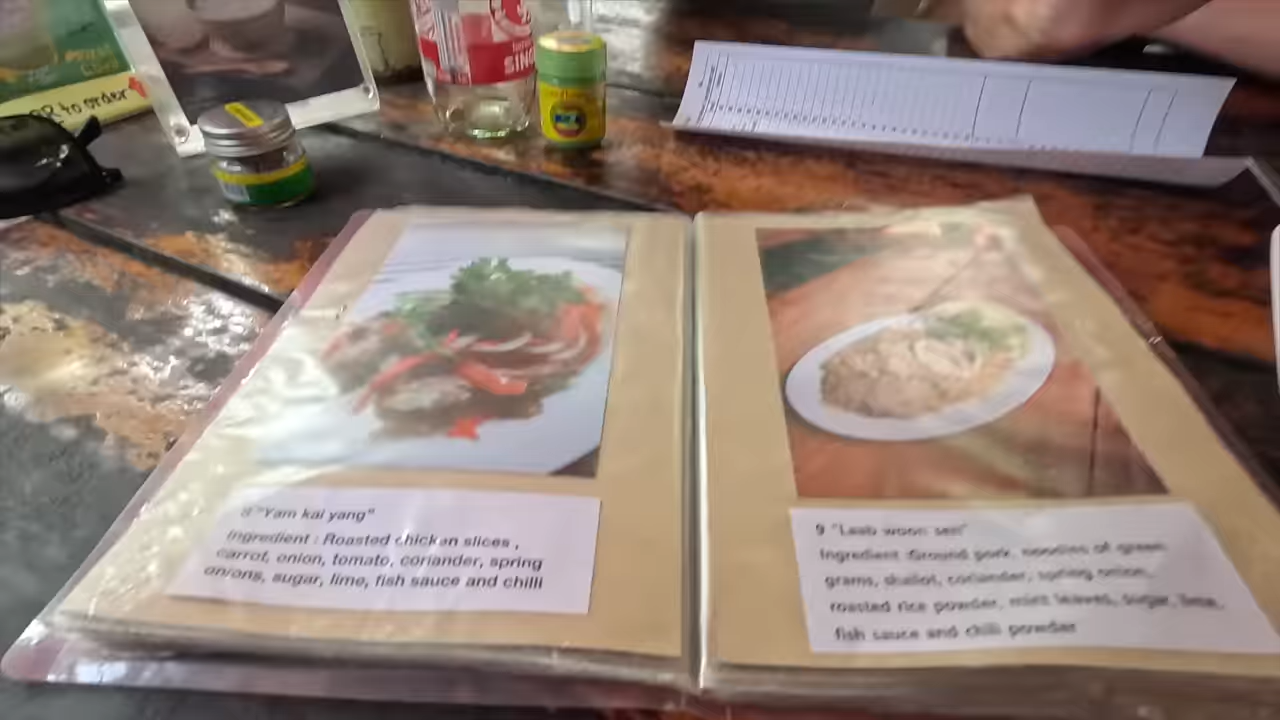 R to order
SING
8 "Yam kai yang"
Ingredient : Roasted chicken slices ,
carrot, onion, tomato, coriander, spring
onions, sugar, lime, fish sauce and chilli
9 "Laab woon sen"
Ingredient :Ground pork, noodles of green
grams, shallot, coriander, spring onion,
roasted rice powder, mint leaves, sugar, lime,
fish sauce and chilli powder